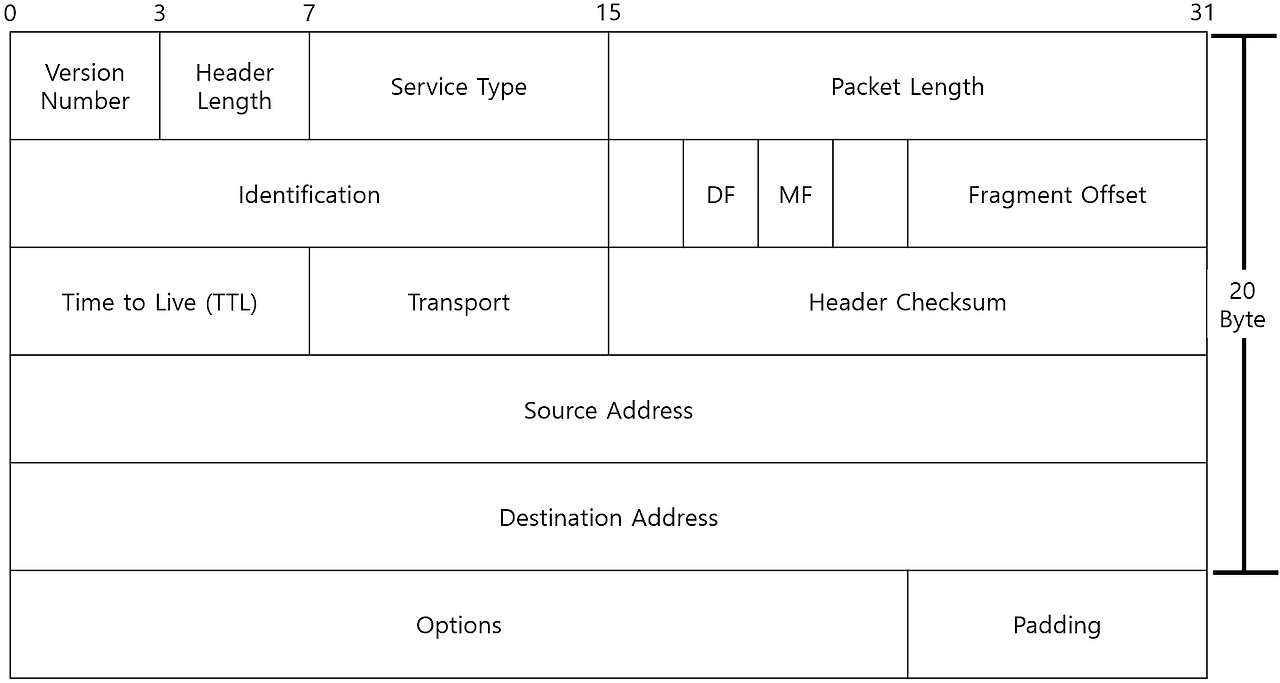 0 3 7 15 31
Version
Number
Header
Length
Service Type
Packet Length
Identification
DF
MF
Fragment Offset
Time to Live (TTL)
Transport
Header Checksum
20
Byte
Source Address
Destination Address
Options
Padding